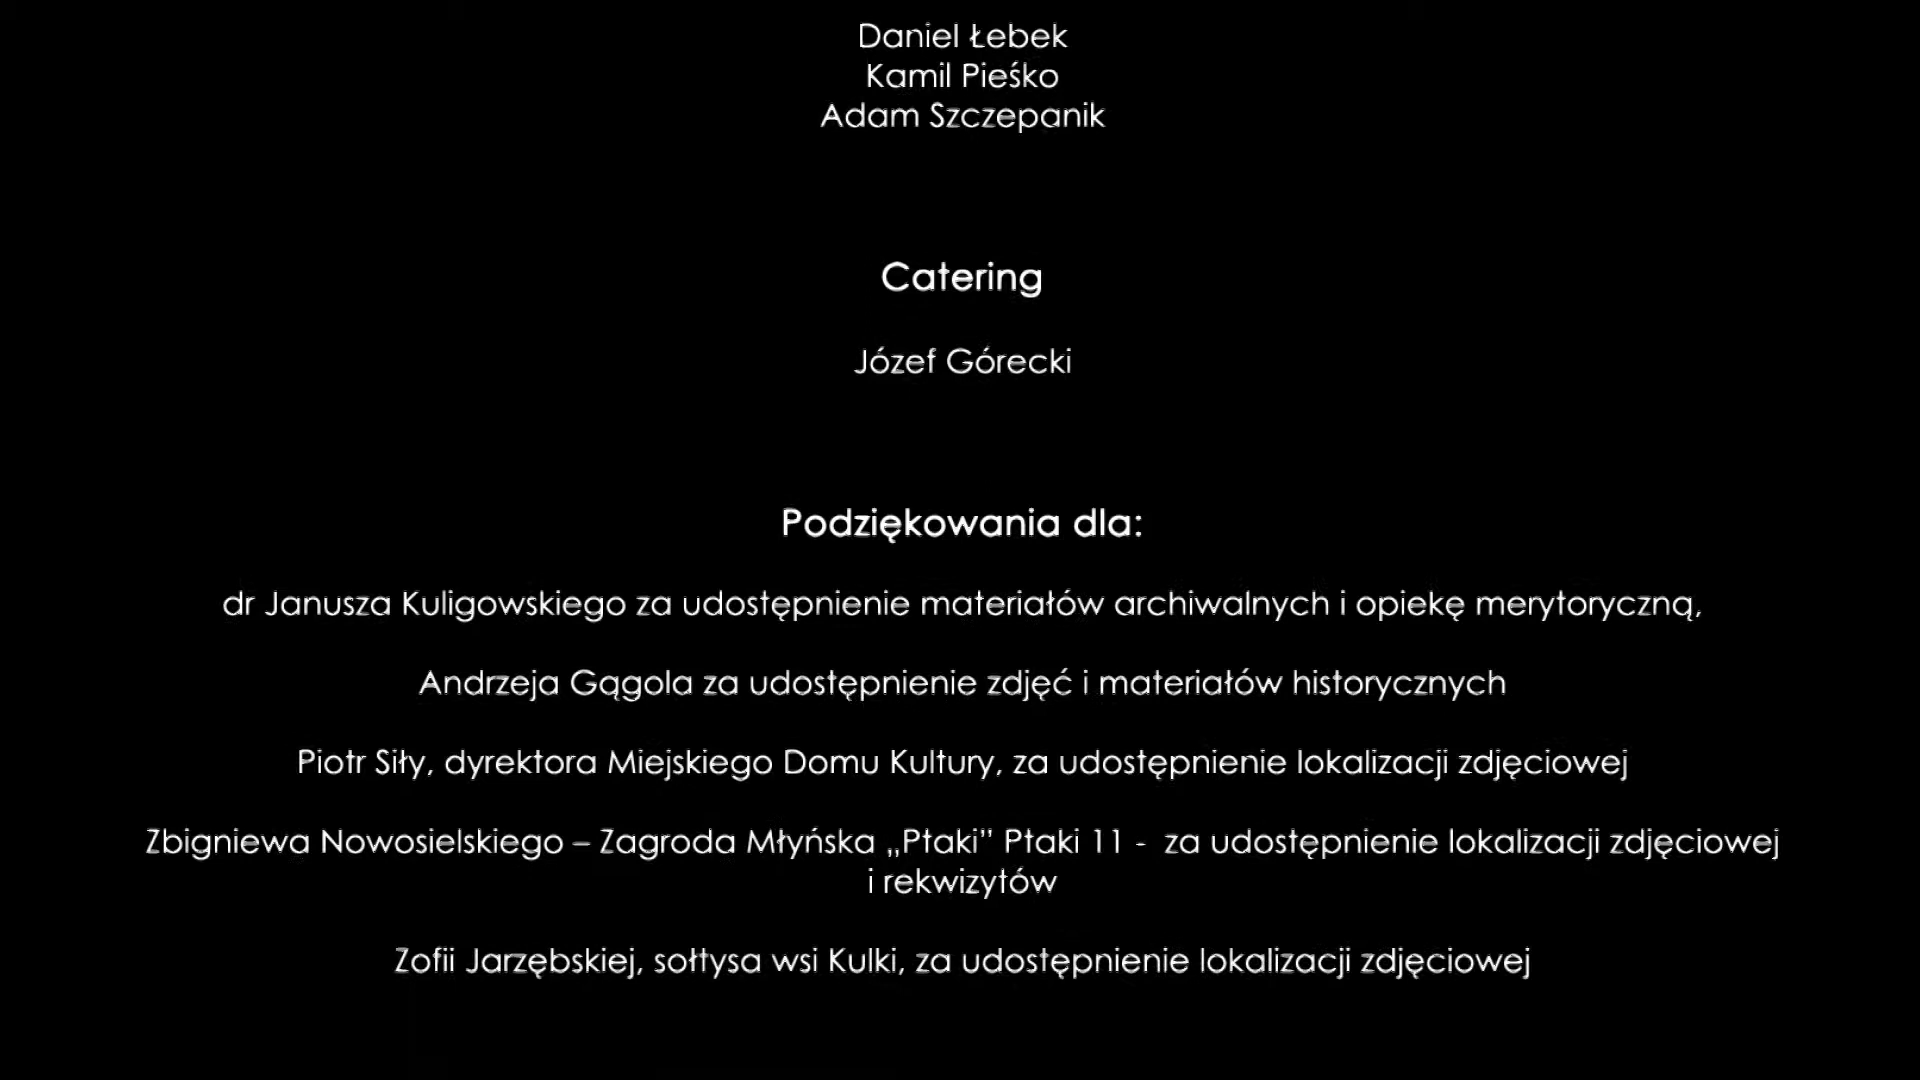 Daniel Łebek
Kamil Pieśko
Adam Szczepanik
Catering
Józef Górecki
Podziękowania dla:
dr Janusza Kuligowskiego za udostępnienie materiałów archiwalnych i opiekę merytoryczną,
Andrzeja Gągola za udostępnienie zdjęć i materiałów historycznych
Piotr Siły, dyrektora Miejskiego Domu Kultury, za udostępnienie lokalizacji zdjęciowej
Zbigniewa Nowosielskiego – Zagroda Młyńska „Ptaki” Ptaki 11 - za udostępnienie lokalizacji zdjęciowej
i rekwizytów
Zofii Jarzębskiej, sołtysa wsi Kulki, za udostępnienie lokalizacji zdjęciowej